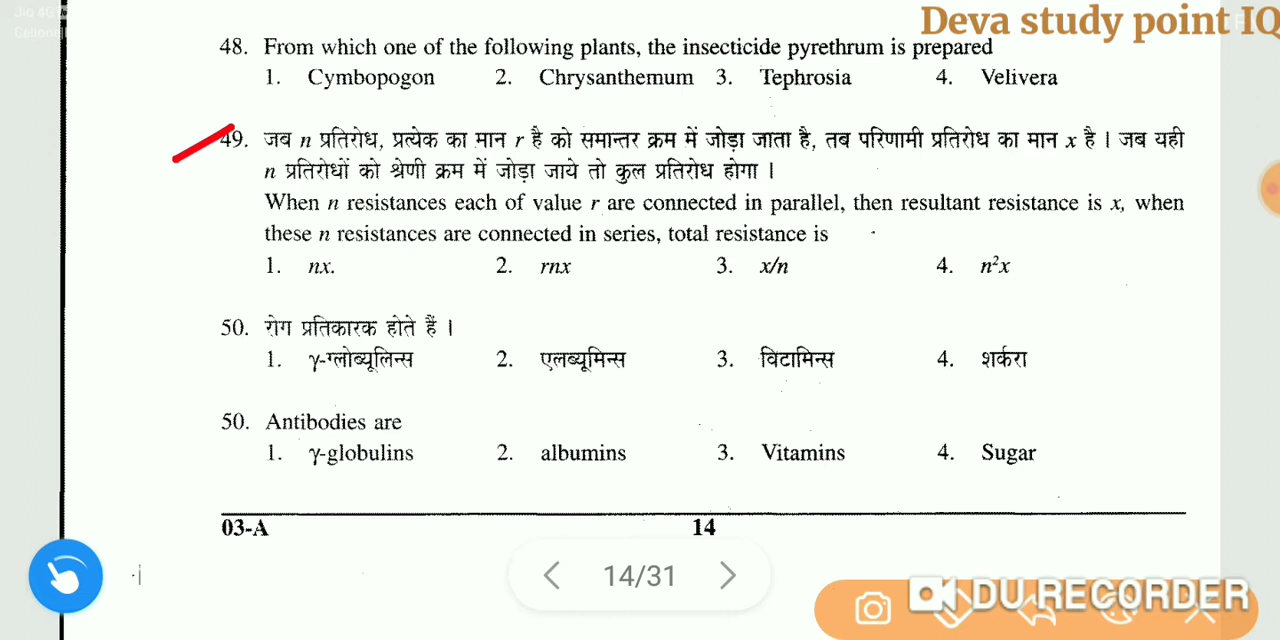 Jio 4G
Deva study point IQ
48. From which one of the following plants, the insecticide pyrethrum is prepared
1. Cymbopogon 2. Chrysanthemum 3. Tephrosia 4. Velivera
49. जब n प्रतिरोध, प्रत्येक का मान r है को समान्तर क्रम में जोड़ा जाता है, तब परिणामी प्रतिरोध का मान x है । जब यही
n प्रतिरोधों को श्रेणी क्रम में जोड़ा जाये तो कुल प्रतिरोध होगा ।
When n resistances each of value r are connected in parallel, then resultant resistance is x, when
these n resistances are connected in series, total resistance is
1. nx. 2. rnx 3. x/n 4. n²x
50. रोग प्रतिकारक होते हैं ।
1. γ-ग्लोब्यूलिन्स 2. एलब्यूमिन्स 3. विटामिन्स 4. शर्करा
50. Antibodies are
1. γ-globulins 2. albumins 3. Vitamins 4. Sugar
03-A 14
14/31
DU RECORDER